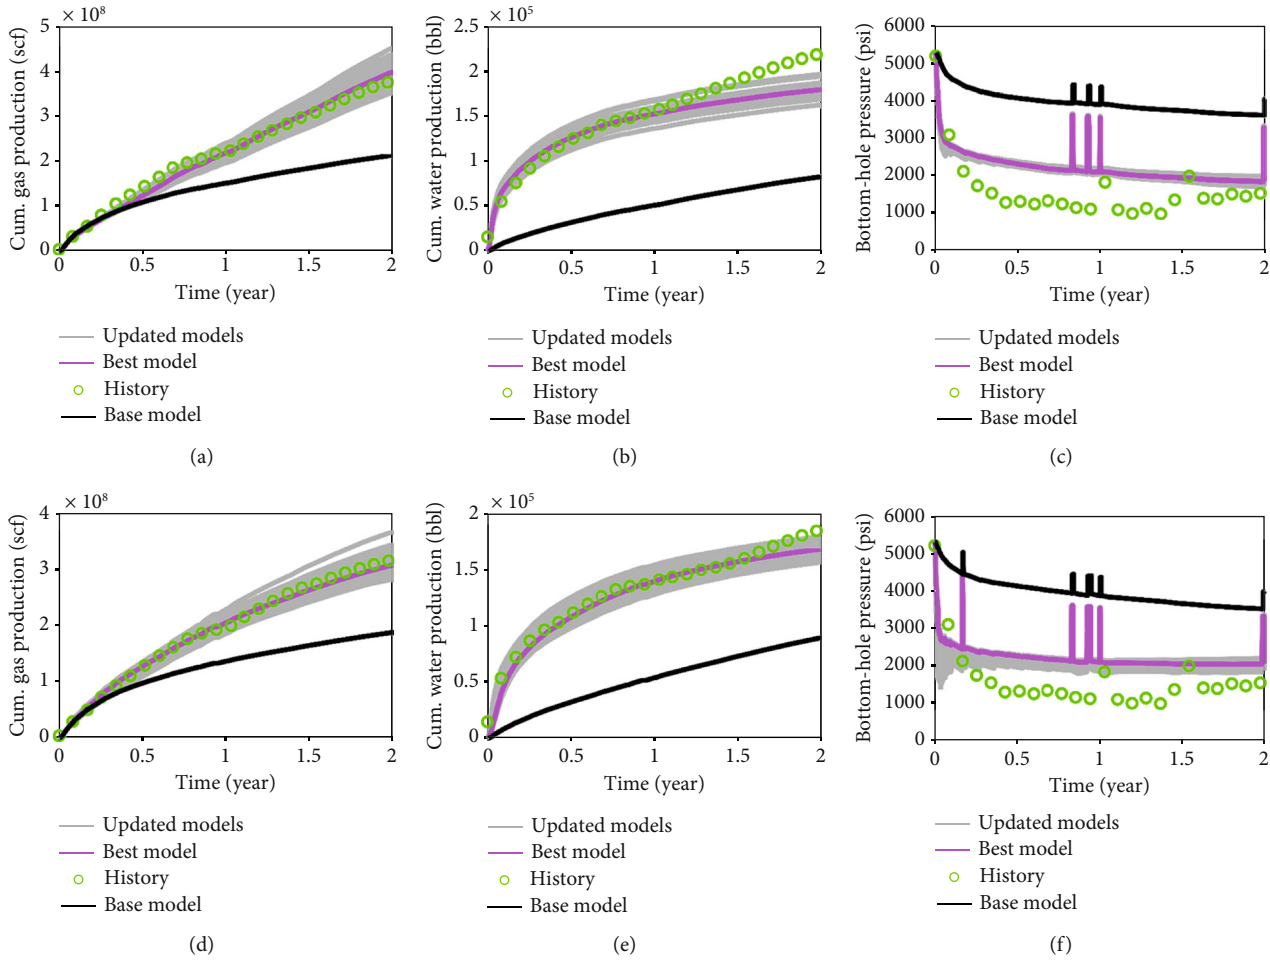 × 10⁸
Cum. gas production (scf)
5
4
3
2
1
0
0
0.5
1
1.5
2
Time (year)
Updated models
Best model
History
Base model
(a)
× 10⁵
Cum. water production (bbl)
2.5
2
1.5
1
0.5
0
0
0.5
1
1.5
2
Time (year)
Updated models
Best model
History
Base model
(b)
Bottom-hole pressure (psi)
6000
5000
4000
3000
2000
1000
0
0
0.5
1
1.5
2
Time (year)
Updated models
Best model
History
Base model
(c)
× 10⁸
Cum. gas production (scf)
4
3
2
1
0
0
0.5
1
1.5
2
Time (year)
Updated models
Best model
History
Base model
(d)
× 10⁵
Cum. water production (bbl)
2
1.5
1
0.5
0
0
0.5
1
1.5
2
Time (year)
Updated models
Best model
History
Base model
(e)
Bottom-hole pressure (psi)
6000
5000
4000
3000
2000
1000
0
0
0.5
1
1.5
2
Time (year)
Updated models
Best model
History
Base model
(f)